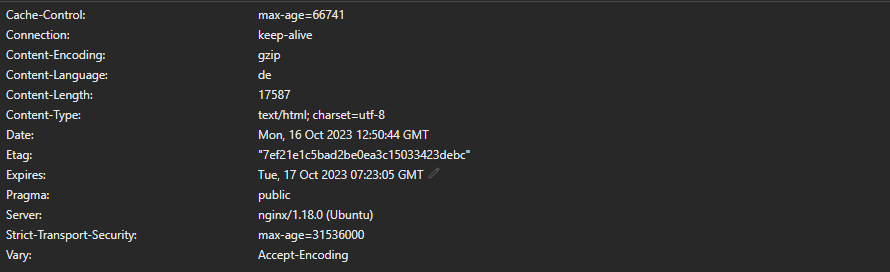 Cache-Control: max-age=66741
Connection: keep-alive
Content-Encoding: gzip
Content-Language: de
Content-Length: 17587
Content-Type: text/html; charset=utf-8
Date: Mon, 16 Oct 2023 12:50:44 GMT
Etag: "7ef21e1c5bad2be0ea3c15033423debc"
Expires: Tue, 17 Oct 2023 07:23:05 GMT
Pragma: public
Server: nginx/1.18.0 (Ubuntu)
Strict-Transport-Security: max-age=31536000
Vary: Accept-Encoding